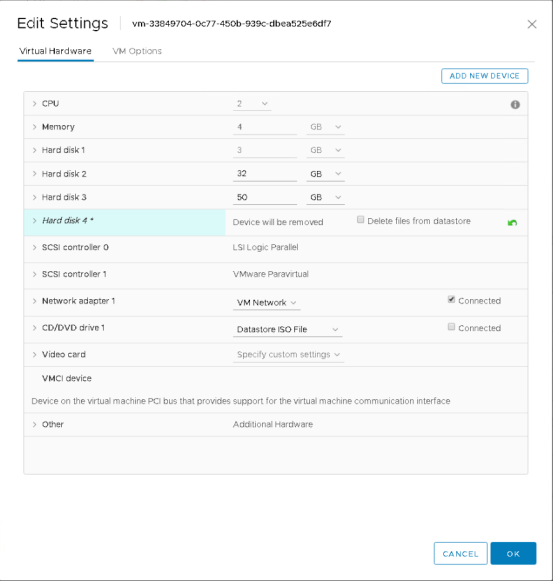 Edit Settings vm-33849704-0c77-450b-939c-dbea525e6df7
Virtual Hardware VM Options
ADD NEW DEVICE
CPU 2
Memory 4 GB
Hard disk 1 3 GB
Hard disk 2 32 GB
Hard disk 3 50 GB
Hard disk 4 * Device will be removed Delete files from datastore
SCSI controller 0 LSI Logic Parallel
SCSI controller 1 VMware Paravirtual
Network adapter 1 VM Network Connected
CD/DVD drive 1 Datastore ISO File Connected
Video card Specify custom settings
VMCI device
Device on the virtual machine PCI bus that provides support for the virtual machine communication interface
Other Additional Hardware
CANCEL OK